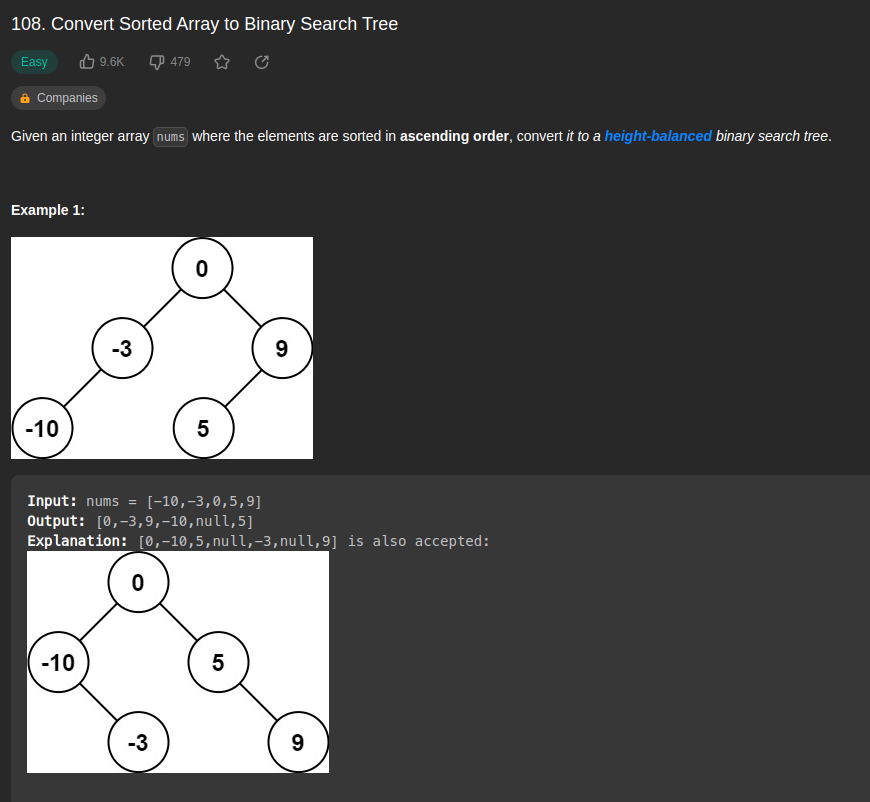 108. Convert Sorted Array to Binary Search Tree
Easy 9.6K 479
Companies
Given an integer array nums where the elements are sorted in ascending order, convert it to a height-balanced binary search tree.
Example 1:
0
-3 9
-10 5
Input: nums = [-10,-3,0,5,9]
Output: [0,-3,9,-10,null,5]
Explanation: [0,-10,5,null,-3,null,9] is also accepted:
0
-10 5
-3 9